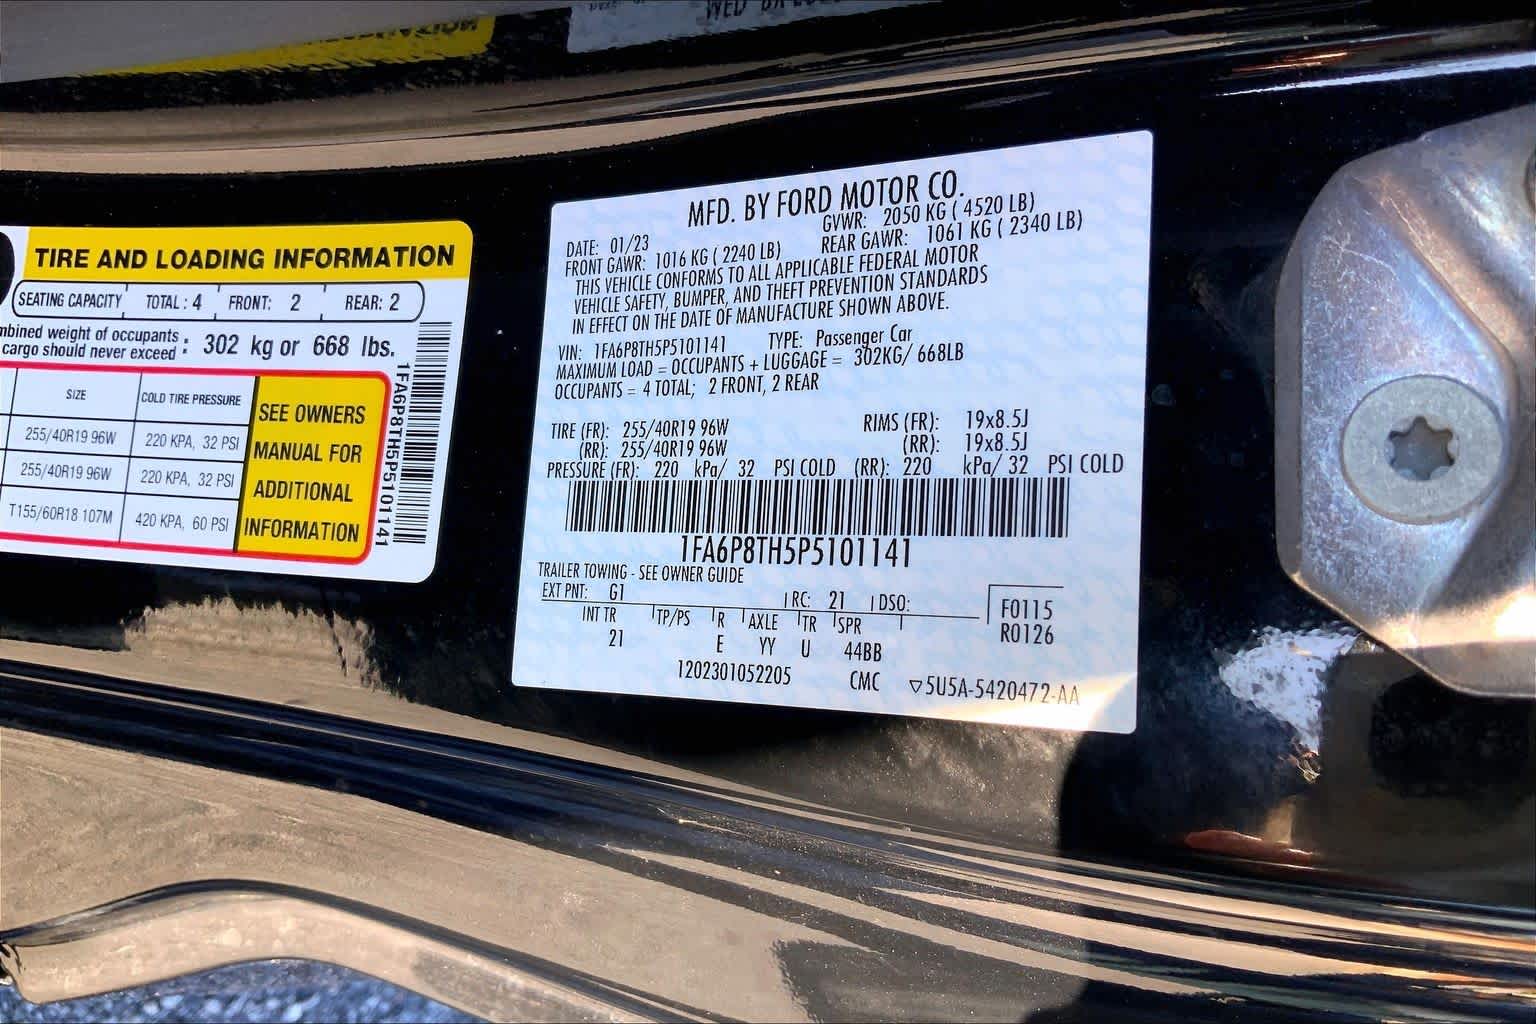 TIRE AND LOADING INFORMATION
SEATING CAPACITY TOTAL : 4 FRONT: 2 REAR: 2
mbined weight of occupants
cargo should never exceed : 302 kg or 668 lbs.
SIZE COLD TIRE PRESSURE
255/40R19 96W 220 KPA, 32 PSI
255/40R19 96W 220 KPA, 32 PSI
T155/60R18 107M 420 KPA, 60 PSI
SEE OWNERS
MANUAL FOR
ADDITIONAL
INFORMATION
1FA6P8TH5P5101141
MFD. BY FORD MOTOR CO.
DATE: 01/23 GVWR: 2050 KG ( 4520 LB)
FRONT GAWR: 1016 KG ( 2240 LB) REAR GAWR: 1061 KG ( 2340 LB)
THIS VEHICLE CONFORMS TO ALL APPLICABLE FEDERAL MOTOR
VEHICLE SAFETY, BUMPER, AND THEFT PREVENTION STANDARDS
IN EFFECT ON THE DATE OF MANUFACTURE SHOWN ABOVE.
VIN: 1FA6P8TH5P5101141 TYPE: Passenger Car
MAXIMUM LOAD = OCCUPANTS + LUGGAGE = 302KG/ 668LB
OCCUPANTS = 4 TOTAL; 2 FRONT, 2 REAR
TIRE (FR): 255/40R19 96W RIMS (FR): 19x8.5J
(RR): 255/40R19 96W (RR): 19x8.5J
PRESSURE (FR): 220 kPa/ 32 PSI COLD (RR): 220 kPa/ 32 PSI COLD
1FA6P8TH5P5101141
TRAILER TOWING - SEE OWNER GUIDE
EXT PNT: G1 RC: 21 DSO: F0115
INT TR TP/PS R AXLE TR SPR R0126
21 E YY U 44BB
1202301052205 CMC ▽5U5A-5420472-AA